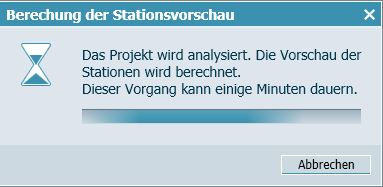 Berechung der Stationsvorschau
Das Projekt wird analysiert. Die Vorschau der
Stationen wird berechnet.
Dieser Vorgang kann einige Minuten dauern.
Abbrechen